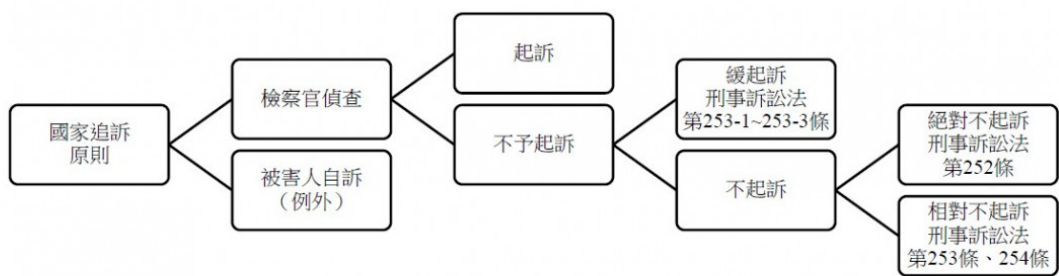 國家追訴
原則
檢察官偵查
被害人自訴
（例外）
起訴
不予起訴
緩起訴
刑事訴訟法
第253-1~253-3條
不起訴
絕對不起訴
刑事訴訟法
第252條
相對不起訴
刑事訴訟法
第253條、254條